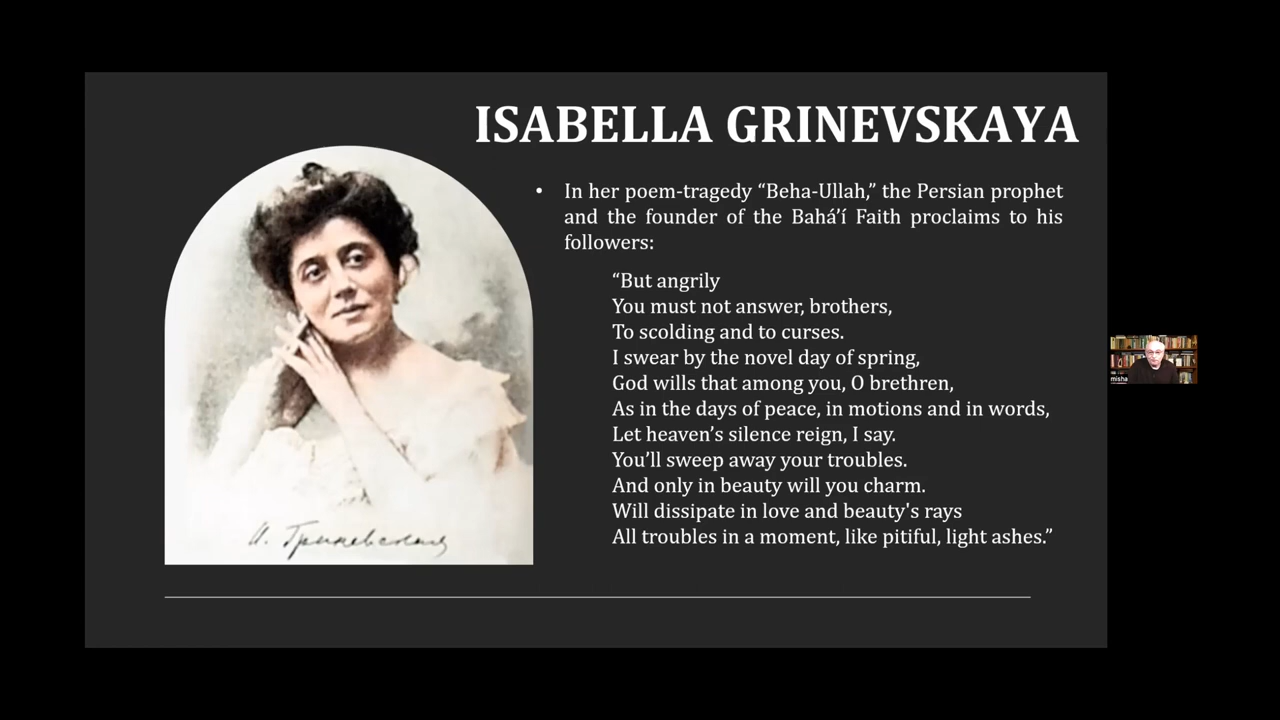 ISABELLA GRINEVSKAYA
• In her poem-tragedy “Beha-Ullah,” the Persian prophet
and the founder of the Bahá’í Faith proclaims to his
followers:
“But angrily
You must not answer, brothers,
To scolding and to curses.
I swear by the novel day of spring,
God wills that among you, O brethren,
As in the days of peace, in motions and in words,
Let heaven’s silence reign, I say.
You’ll sweep away your troubles.
And only in beauty will you charm.
Will dissipate in love and beauty's rays
All troubles in a moment, like pitiful, light ashes.”
И. Гриневская
misha